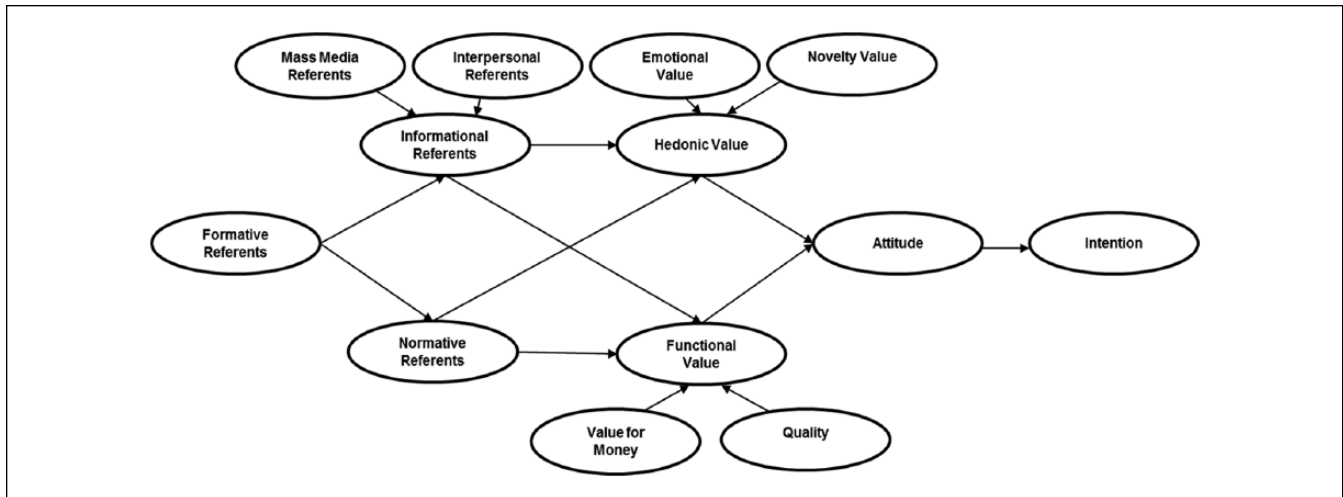 Mass Media
Referents
Interpersonal
Referents
Emotional
Value
Novelty Value
Informational
Referents
Hedonic Value
Formative
Referents
Attitude
Intention
Normative
Referents
Functional
Value
Value for
Money
Quality